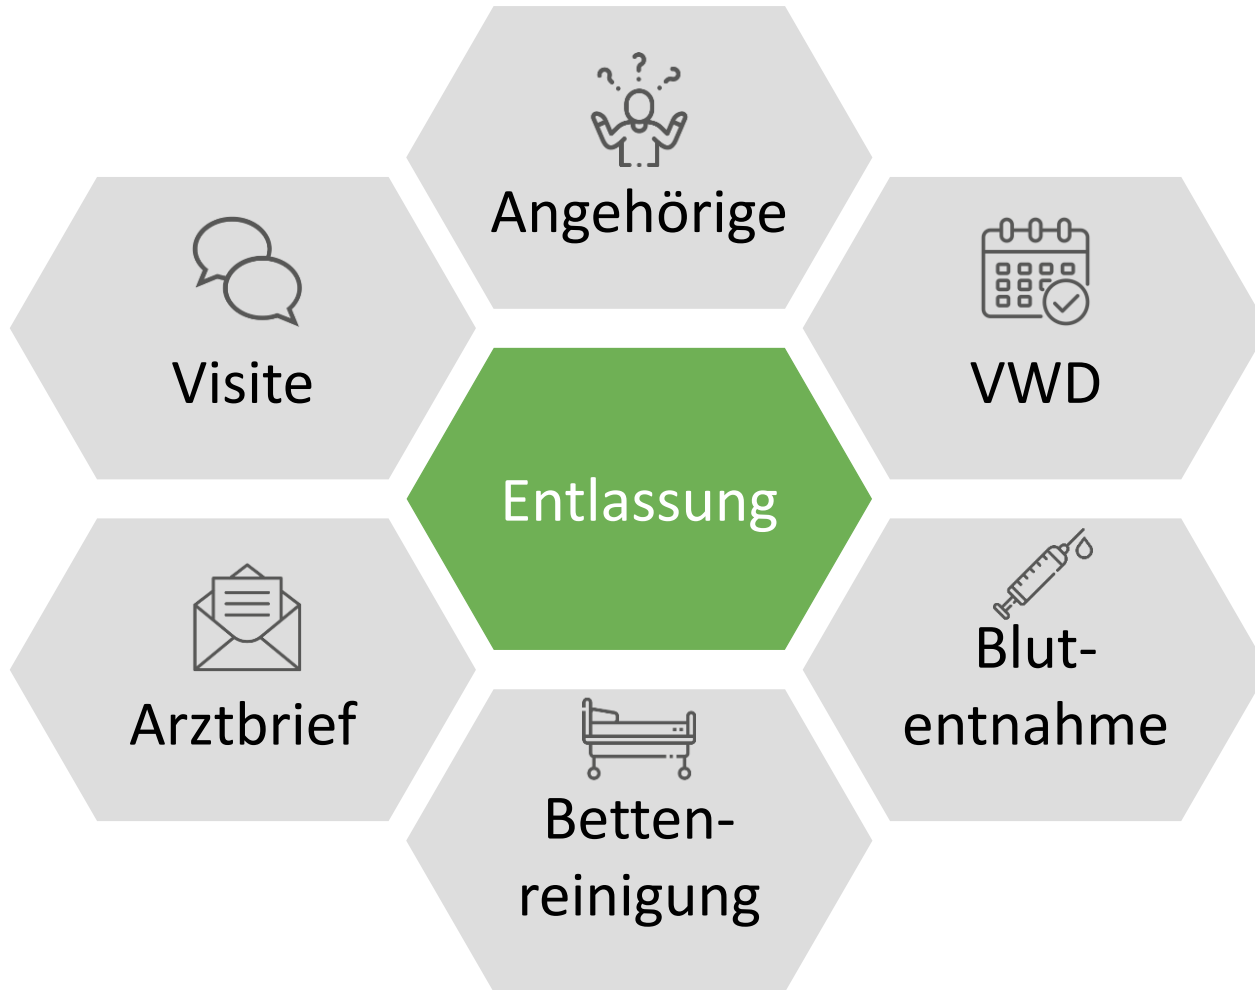 Angehörige
Visite
VWD
Entlassung
Arztbrief
Blut-
entnahme
Betten-
reinigung